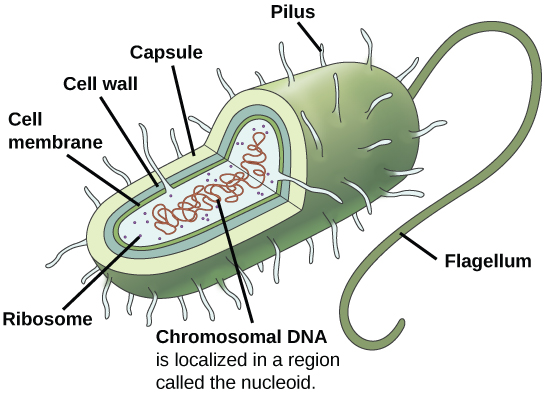 Pilus
Capsule
Cell wall
Cell
membrane
Ribosome
Chromosomal DNA
is localized in a region
called the nucleoid.
Flagellum